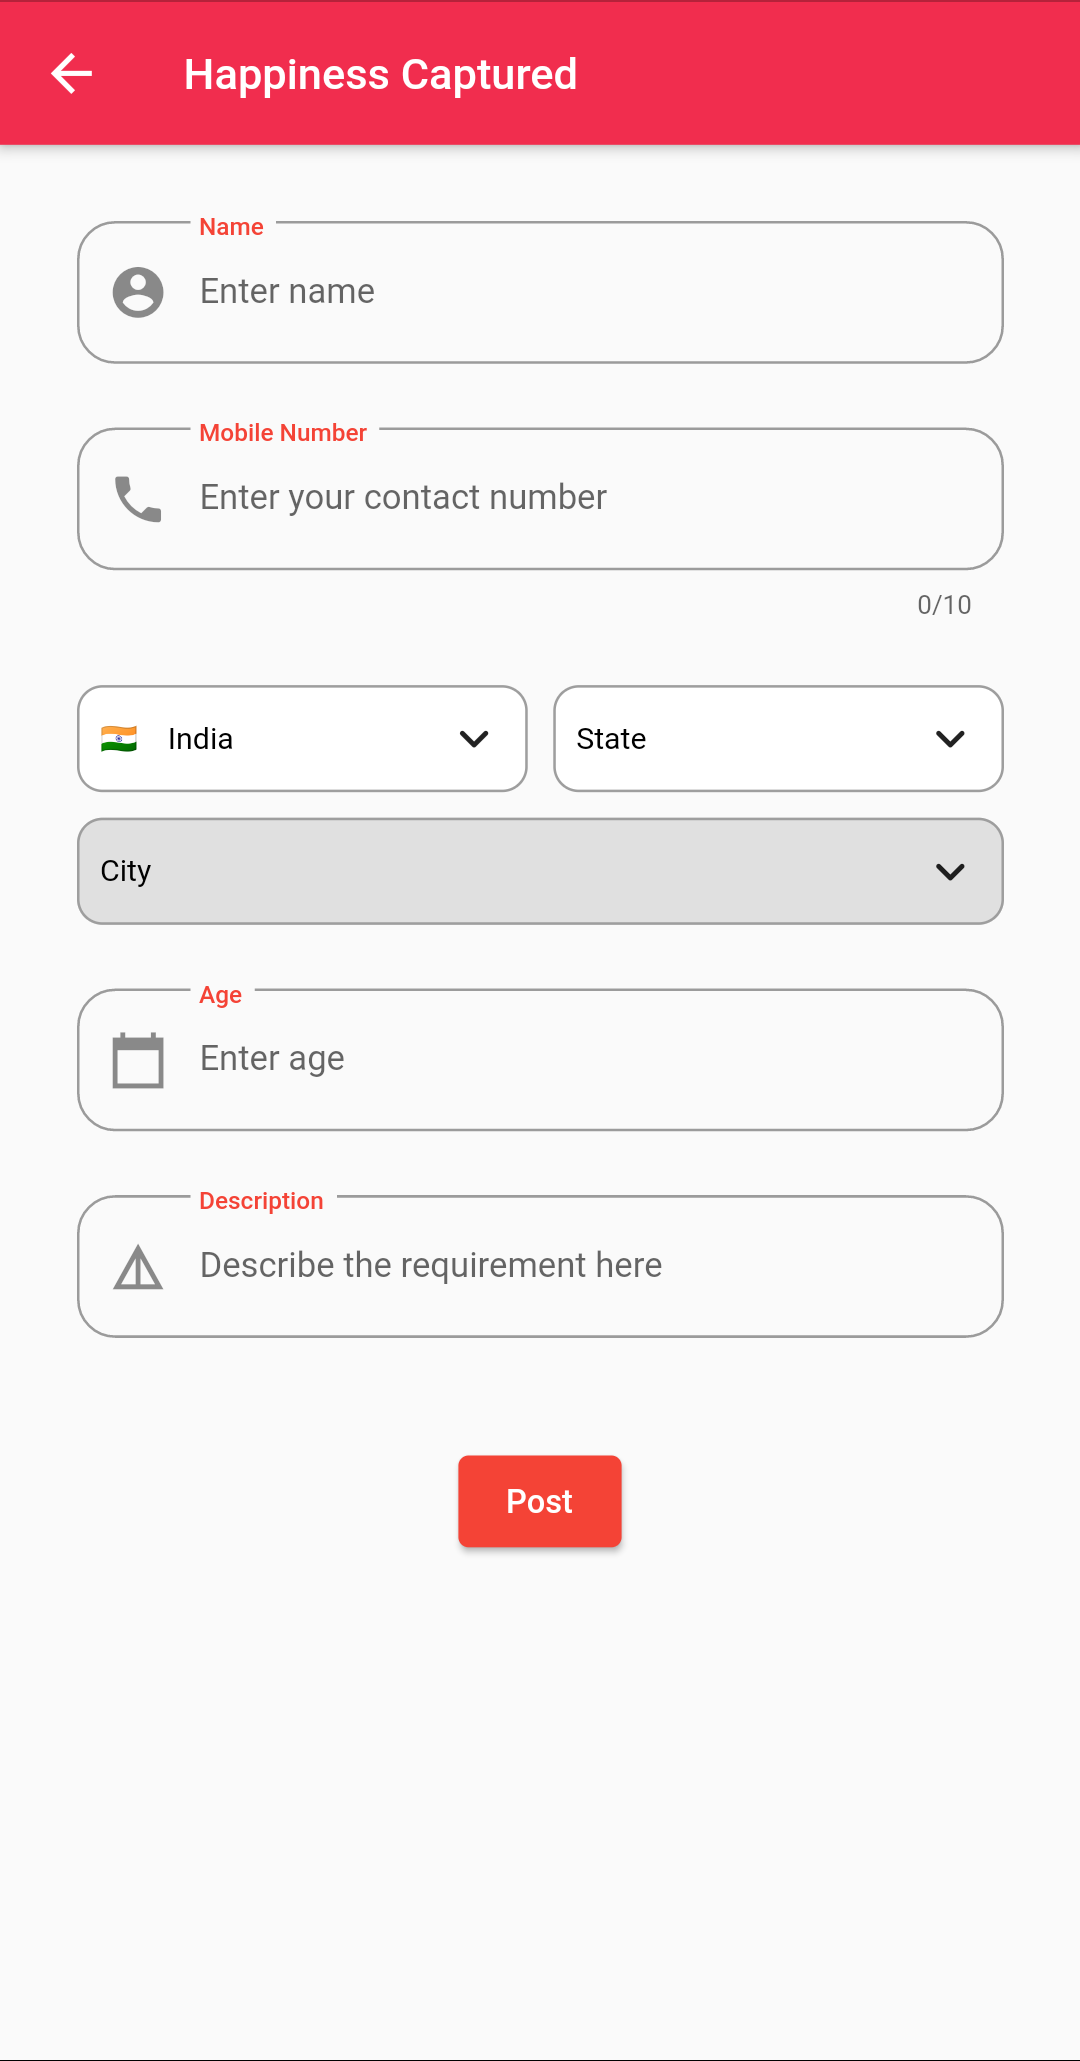 Happiness Captured
Name
Enter name
Mobile Number
Enter your contact number
0/10
India
State
City
Age
Enter age
Description
Describe the requirement here
Post